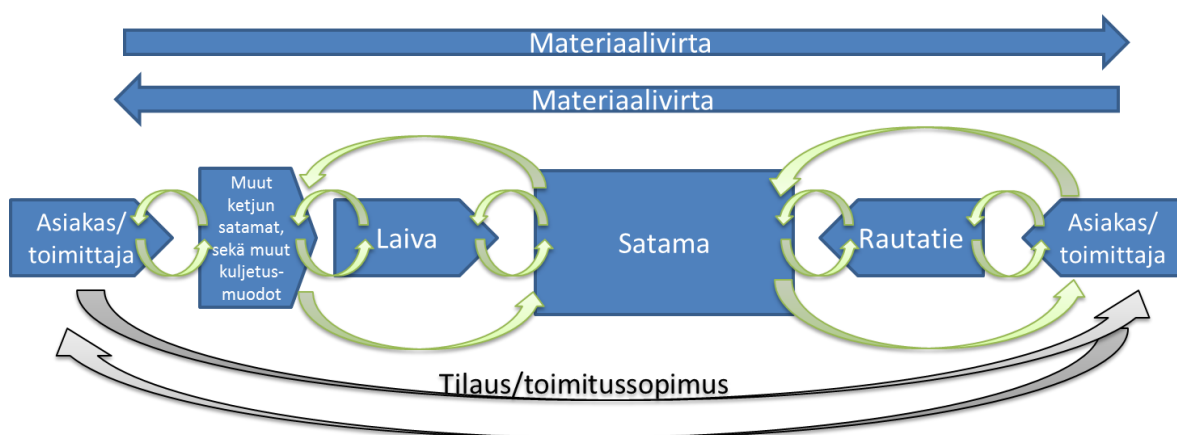 Materiaalivirta
Materiaalivirta
Asiakas/
toimittaja
Muut
ketjun
satamat,
sekä muut
kuljetus-
muodot
Laiva
Satama
Rautatie
Asiakas/
toimittaja
Tilaus/toimitussopimus